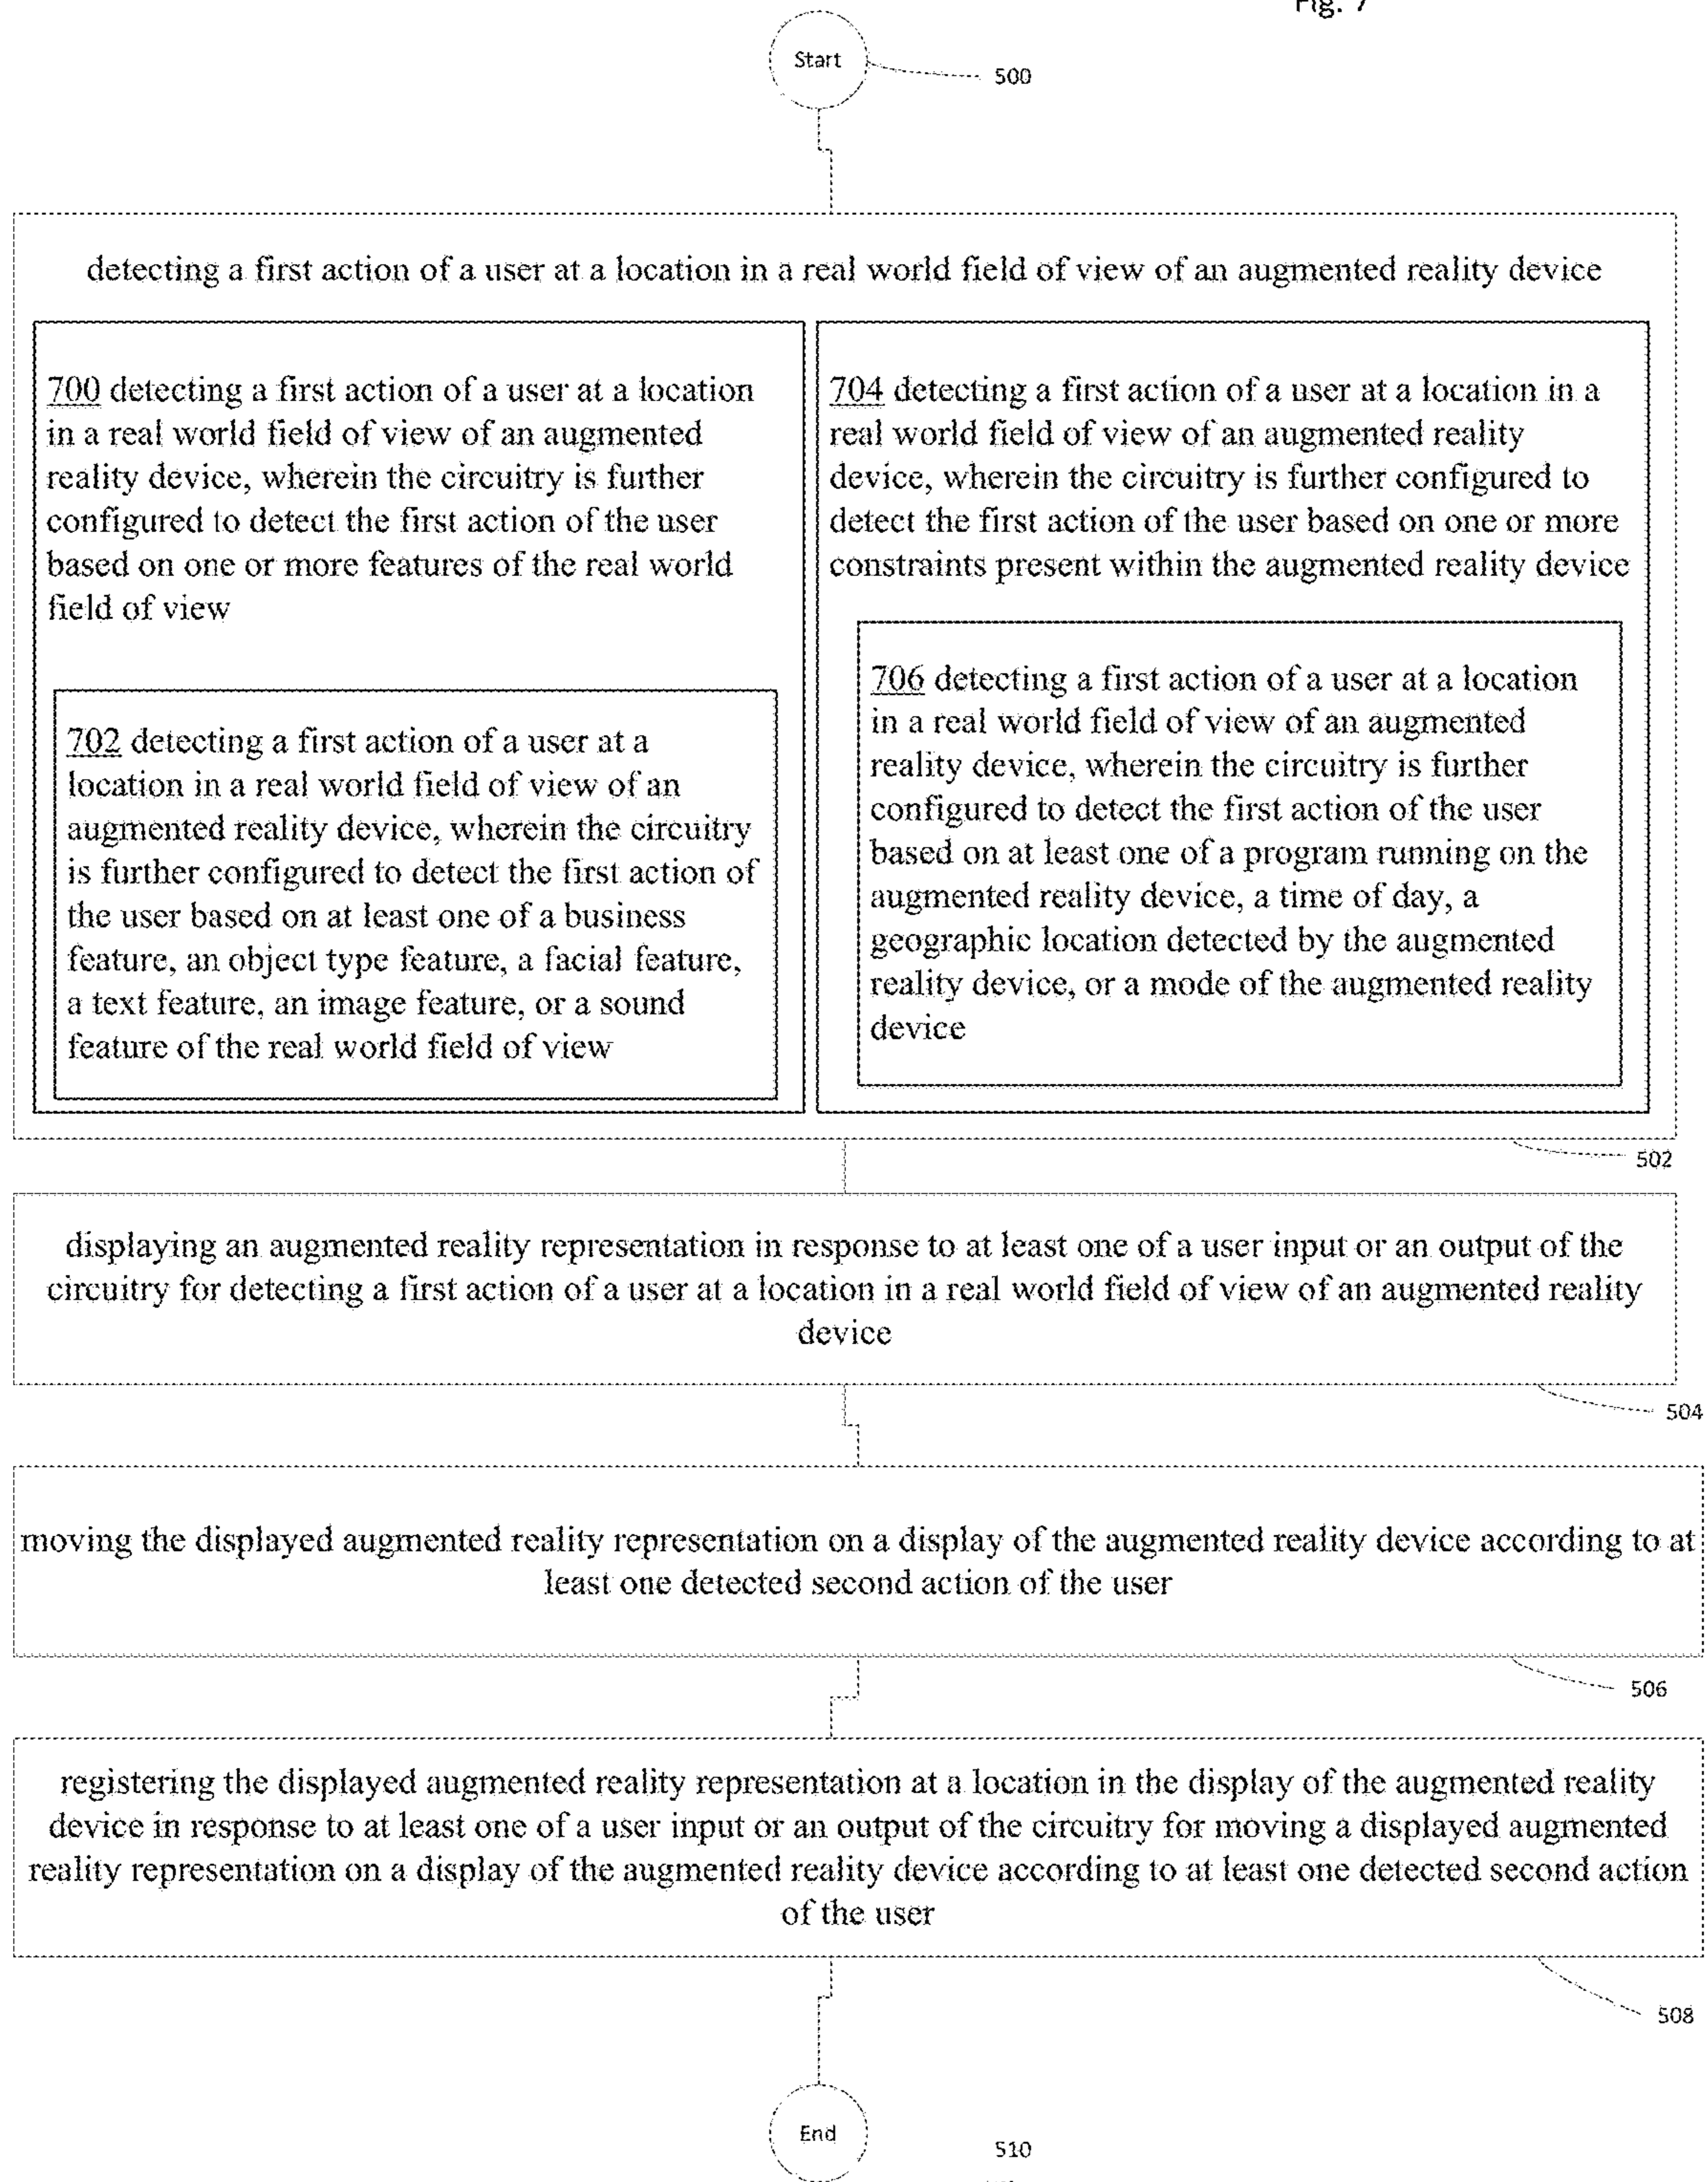 Fig. 7
Start
500
detecting a first action of a user at a location in a real world field of view of an augmented reality device
700 detecting a first action of a user at a location
in a real world field of view of an augmented
reality device, wherein the circuitry is further
configured to detect the first action of the user
based on one or more features of the real world
field of view
702 detecting a first action of a user at a
location in a real world field of view of an
augmented reality device, wherein the circuitry
is further configured to detect the first action of
the user based on at least one of a business
feature, an object type feature, a facial feature,
a text feature, an image feature, or a sound
feature of the real world field of view
704 detecting a first action of a user at a location in a
real world field of view of an augmented reality
device, wherein the circuitry is further configured to
detect the first action of the user based on one or more
constraints present within the augmented reality device
706 detecting a first action of a user at a location
in a real world field of view of an augmented
reality device, wherein the circuitry is further
configured to detect the first action of the user
based on at least one of a program running on the
augmented reality device, a time of day, a
geographic location detected by the augmented
reality device, or a mode of the augmented reality
device
502
displaying an augmented reality representation in response to at least one of a user input or an output of the
circuitry for detecting a first action of a user at a location in a real world field of view of an augmented reality
device
504
moving the displayed augmented reality representation on a display of the augmented reality device according to at
least one detected second action of the user
506
registering the displayed augmented reality representation at a location in the display of the augmented reality
device in response to at least one of a user input or an output of the circuitry for moving a displayed augmented
reality representation on a display of the augmented reality device according to at least one detected second action
of the user
508
End
510